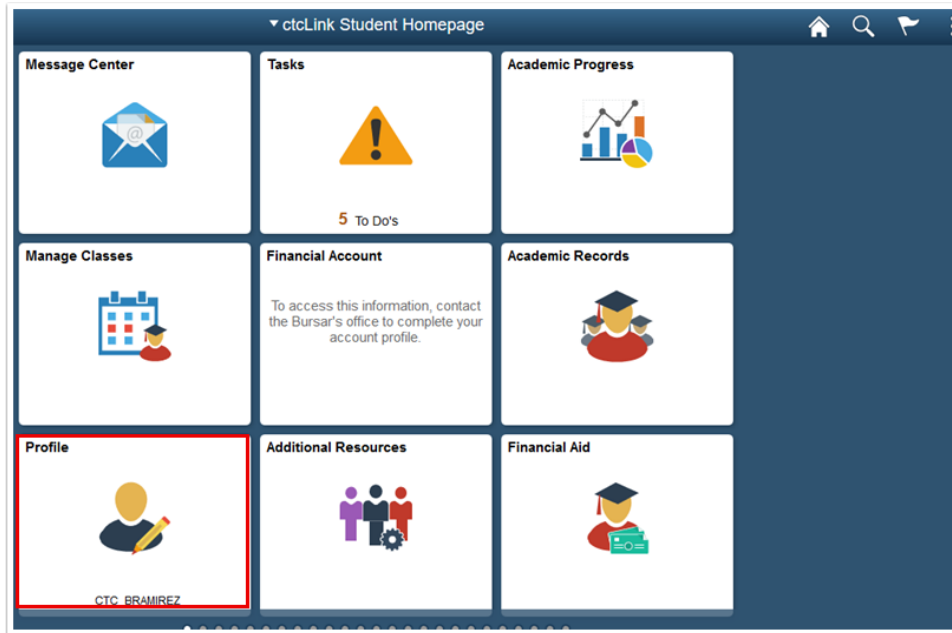 ctcLink Student Homepage
Message Center
@
Tasks
5 To Do's
Academic Progress
Manage Classes
Financial Account
To access this information, contact
the Bursar's office to complete your
account profile.
Academic Records
Profile
CTC_BRAMIREZ
Additional Resources
Financial Aid